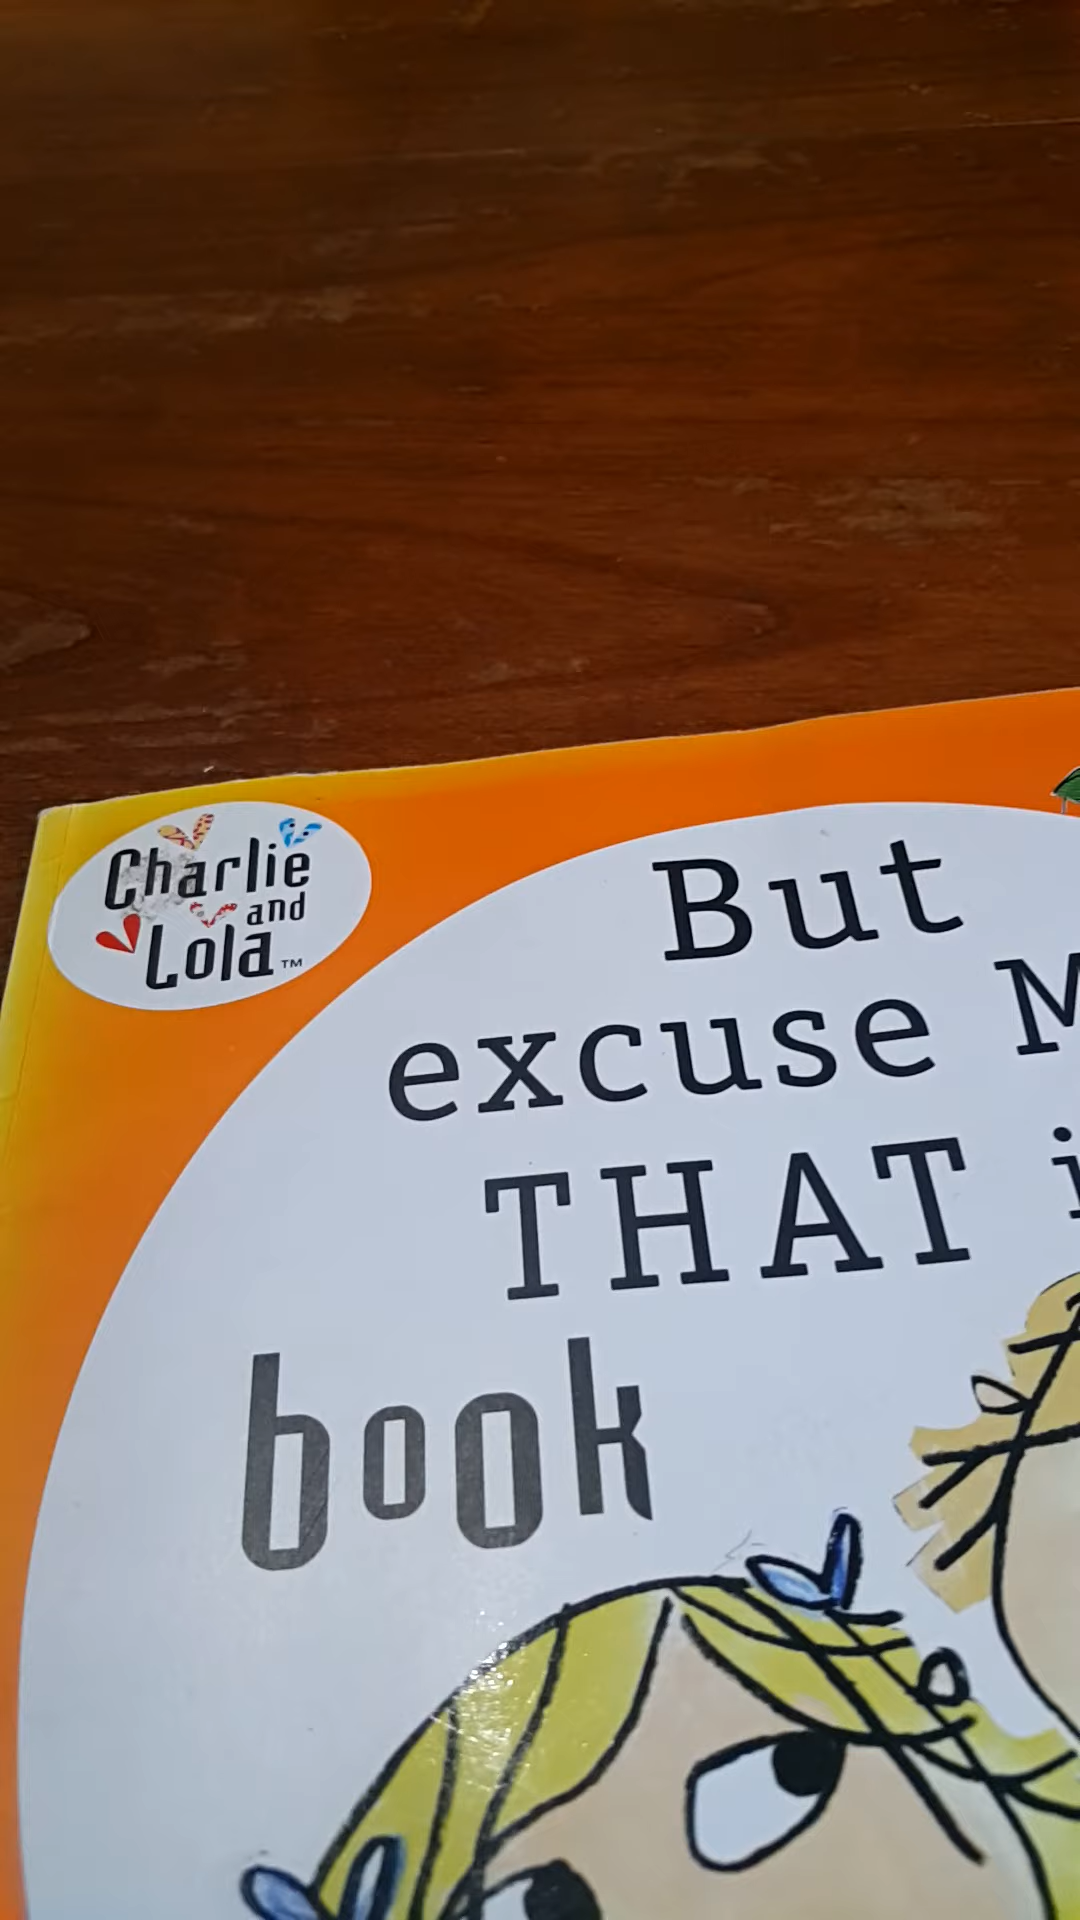 Charlie
and
Lola™
But
excuse M
THAT i
book